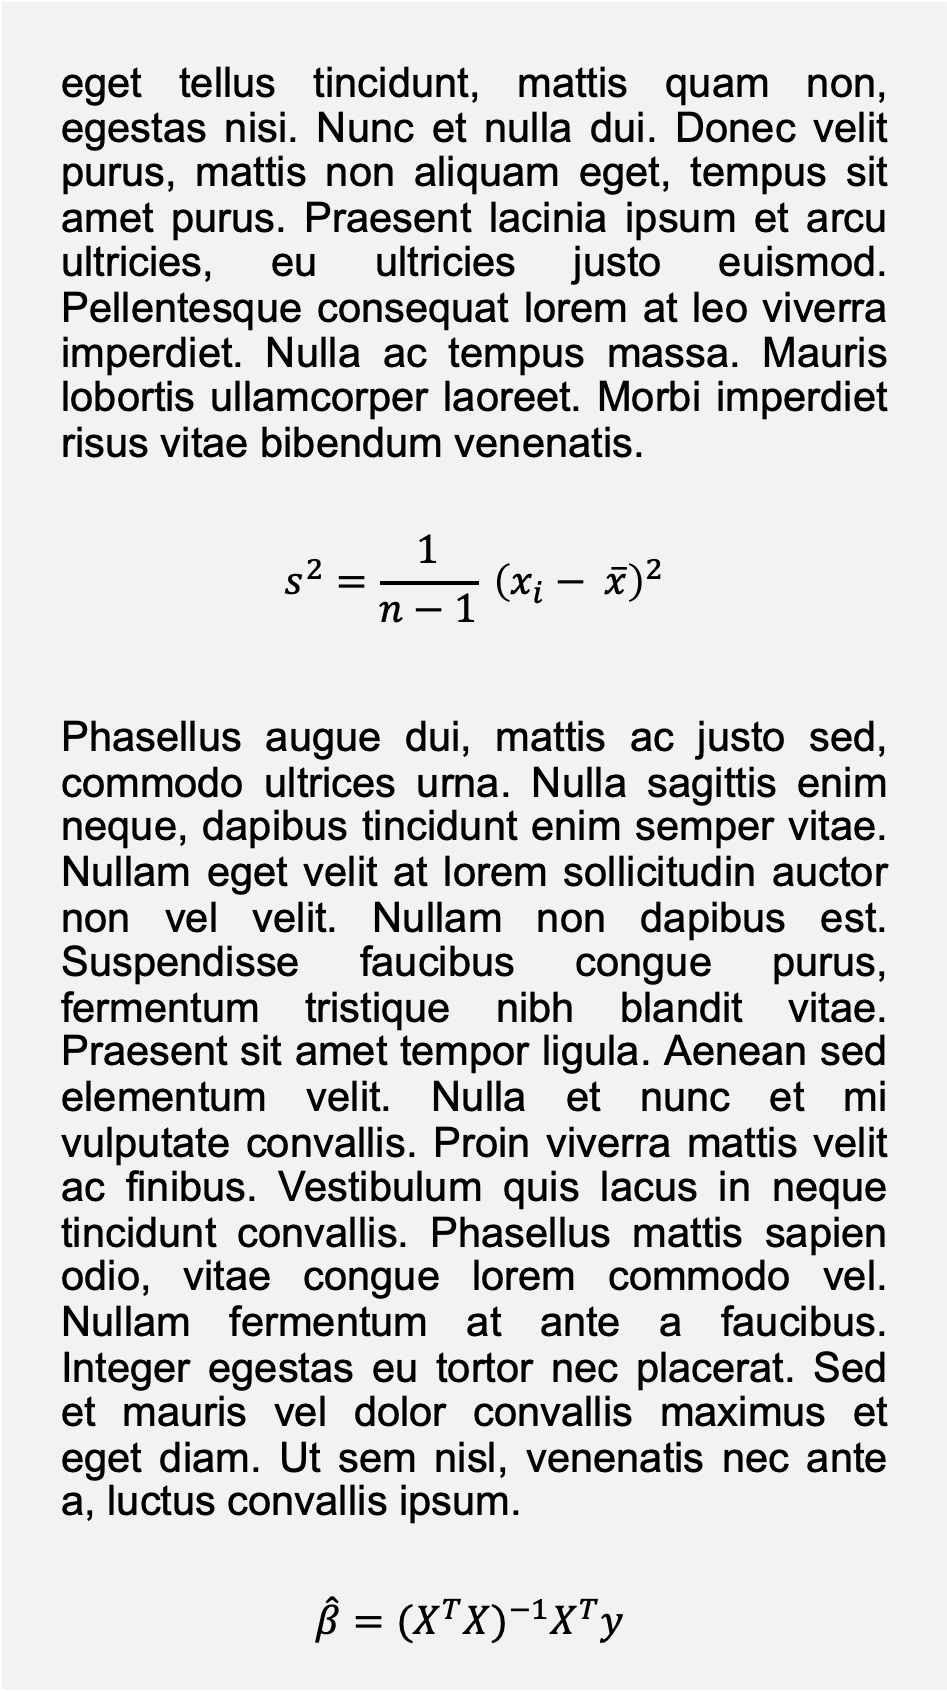 eget tellus tincidunt, mattis quam non,
egestas nisi. Nunc et nulla dui. Donec velit
purus, mattis non aliquam eget, tempus sit
amet purus. Praesent lacinia ipsum et arcu
ultricies, eu ultricies justo euismod.
Pellentesque consequat lorem at leo viverra
imperdiet. Nulla ac tempus massa. Mauris
lobortis ullamcorper laoreet. Morbi imperdiet
risus vitae bibendum venenatis.
s² = 1/(n − 1) (xᵢ − x̄)²
Phasellus augue dui, mattis ac justo sed,
commodo ultrices urna. Nulla sagittis enim
neque, dapibus tincidunt enim semper vitae.
Nullam eget velit at lorem sollicitudin auctor
non vel velit. Nullam non dapibus est.
Suspendisse faucibus congue purus,
fermentum tristique nibh blandit vitae.
Praesent sit amet tempor ligula. Aenean sed
elementum velit. Nulla et nunc et mi
vulputate convallis. Proin viverra mattis velit
ac finibus. Vestibulum quis lacus in neque
tincidunt convallis. Phasellus mattis sapien
odio, vitae congue lorem commodo vel.
Nullam fermentum at ante a faucibus.
Integer egestas eu tortor nec placerat. Sed
et mauris vel dolor convallis maximus et
eget diam. Ut sem nisl, venenatis nec ante
a, luctus convallis ipsum.
β̂ = (XᵀX)⁻¹Xᵀy